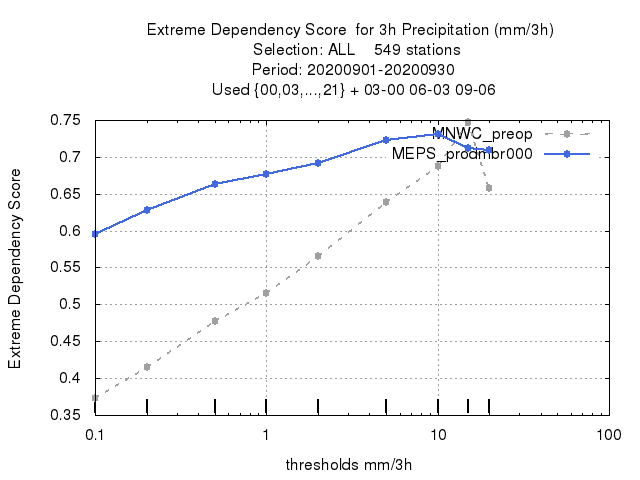 Extreme Dependency Score  for 3h Precipitation (mm/3h)
Selection: ALL    549 stations
Period: 20200901-20200930
Used {00,03,...,21} + 03-00 06-03 09-06
0.75
MNWC_preop
MEPS_prodmbr000
0.7
0.65
0.6
0.55
0.5
0.45
0.4
0.35
Extreme Dependency Score
0.1
1
10
100
thresholds mm/3h